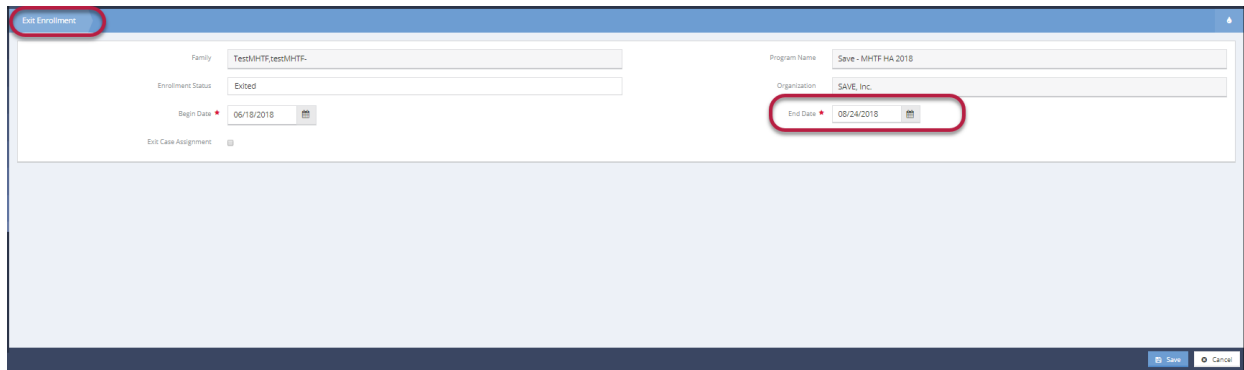 Exit Enrollment
Family TestMHTF,testMHTF- Program Name Save - MHTF HA 2018
Enrollment Status Exited Organization SAVE, Inc.
Begin Date * 06/18/2018 End Date * 08/24/2018
Exit Case Assignment
Save Cancel